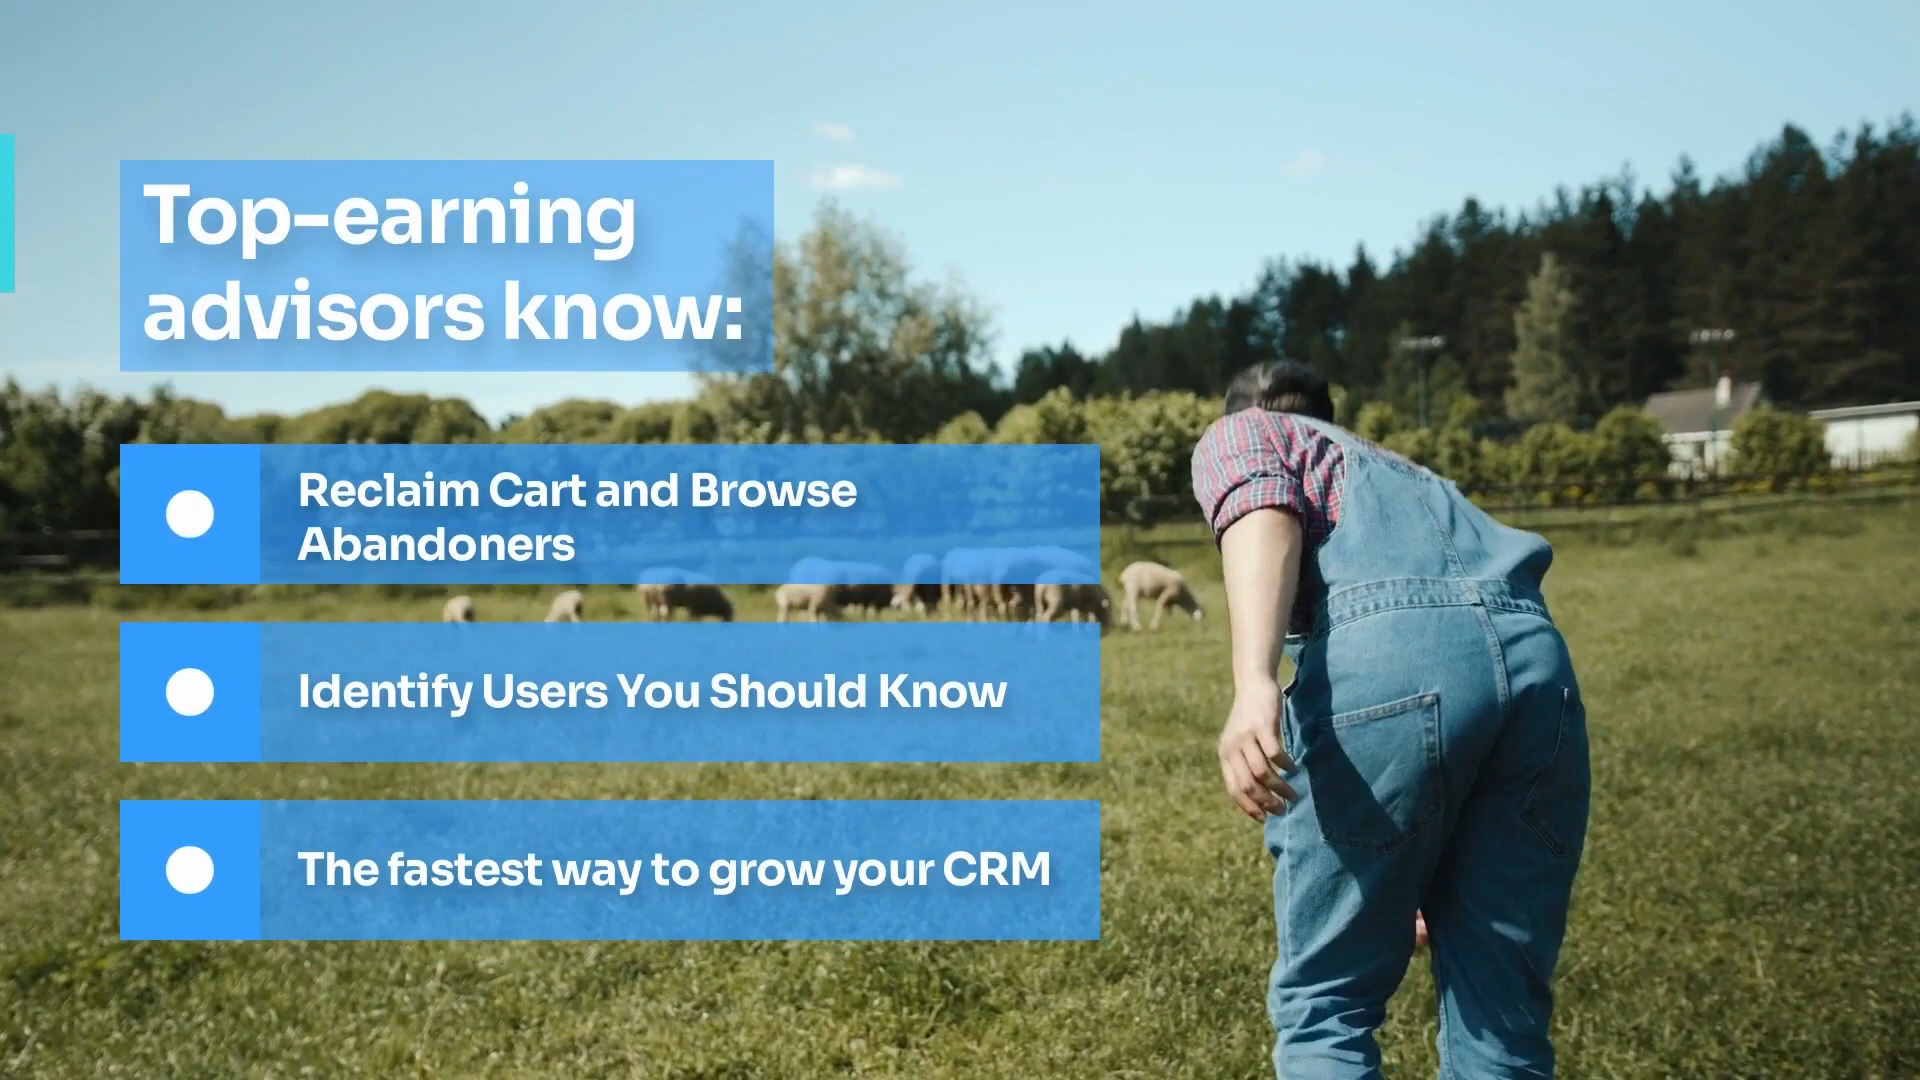 Top-earning
advisors know:
Reclaim Cart and Browse
Abandoners
Identify Users You Should Know
The fastest way to grow your CRM